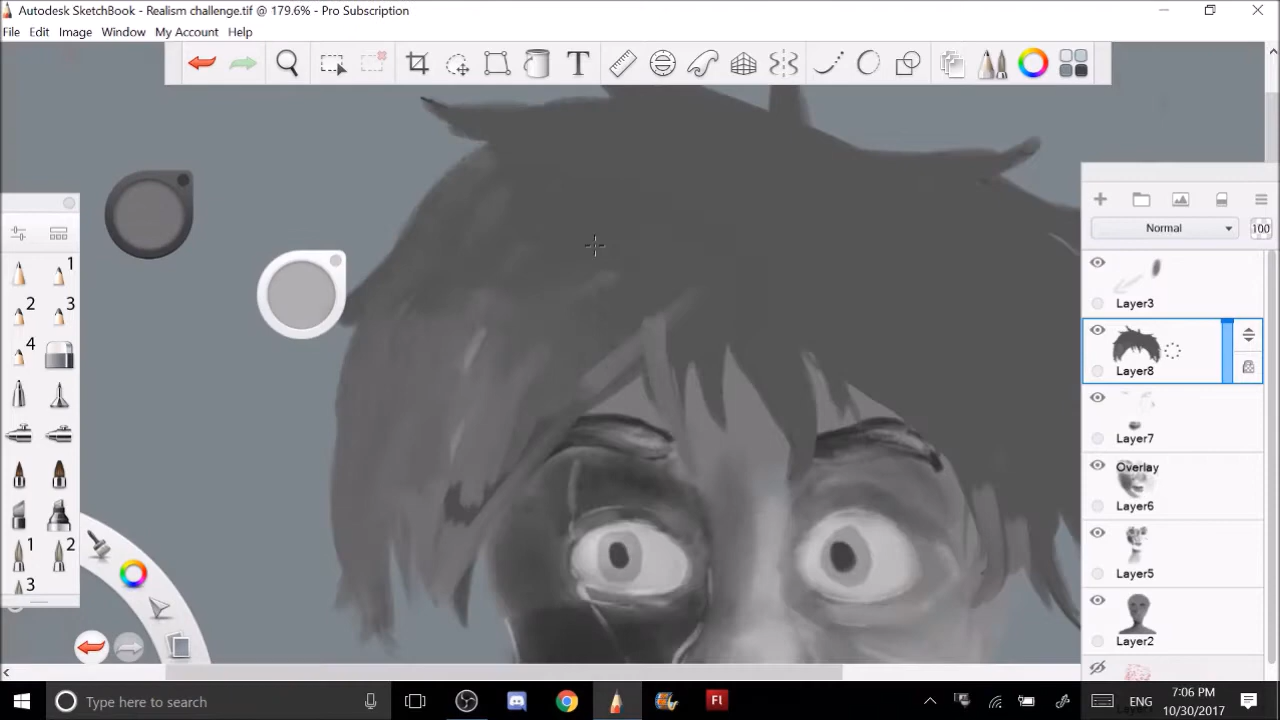 Autodesk SketchBook - Realism challenge.tif @ 179.6% - Pro Subscription
File Edit Image Window My Account Help
T
Normal
100
Layer3
Layer8
Layer7
Overlay
Layer6
Layer5
Layer2
1
2 3
4
1 2
3
Type here to search
Fl
ENG
7:06 PM
10/30/2017